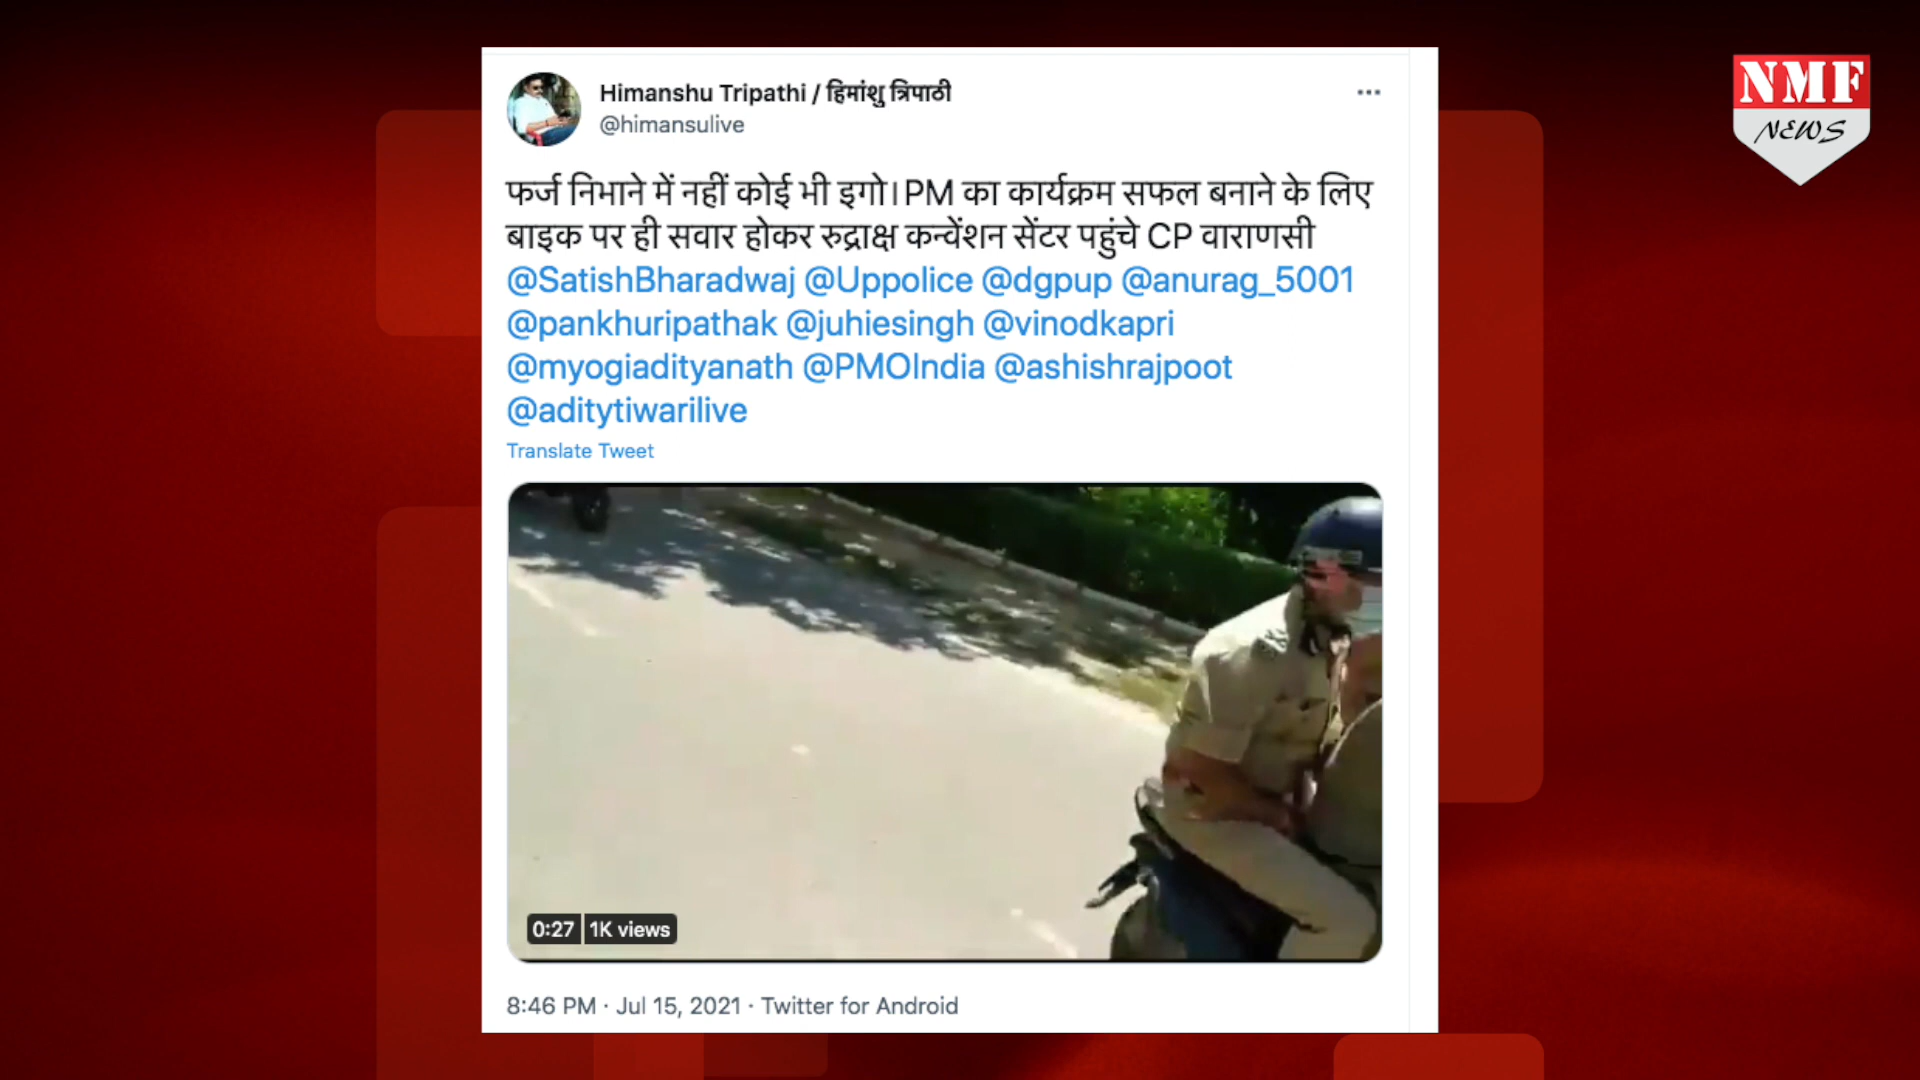 Himanshu Tripathi / हिमांशु त्रिपाठी
@himansulive
NMF
NEWS
फर्ज निभाने में नहीं कोई भी इगो। PM का कार्यक्रम सफल बनाने के लिए
बाइक पर ही सवार होकर रुद्राक्ष कन्वेंशन सेंटर पहुंचे CP वाराणसी
@SatishBharadwaj @Uppolice @dgpup @anurag_5001
@pankhuripathak @juhiesingh @vinodkapri
@myogiadityanath @PMOIndia @ashishrajpoot
@aditytiwarilive
Translate Tweet
0:27 1K views
8:46 PM · Jul 15, 2021 · Twitter for Android